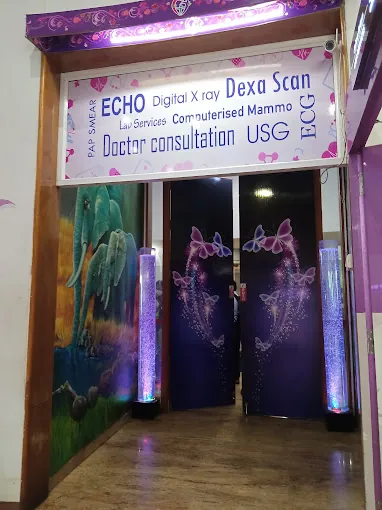 PAP SMEAR
ECHO Digital X ray Dexa Scan
Lab Services Computerised Mammo
Doctor consultation USG
ECG